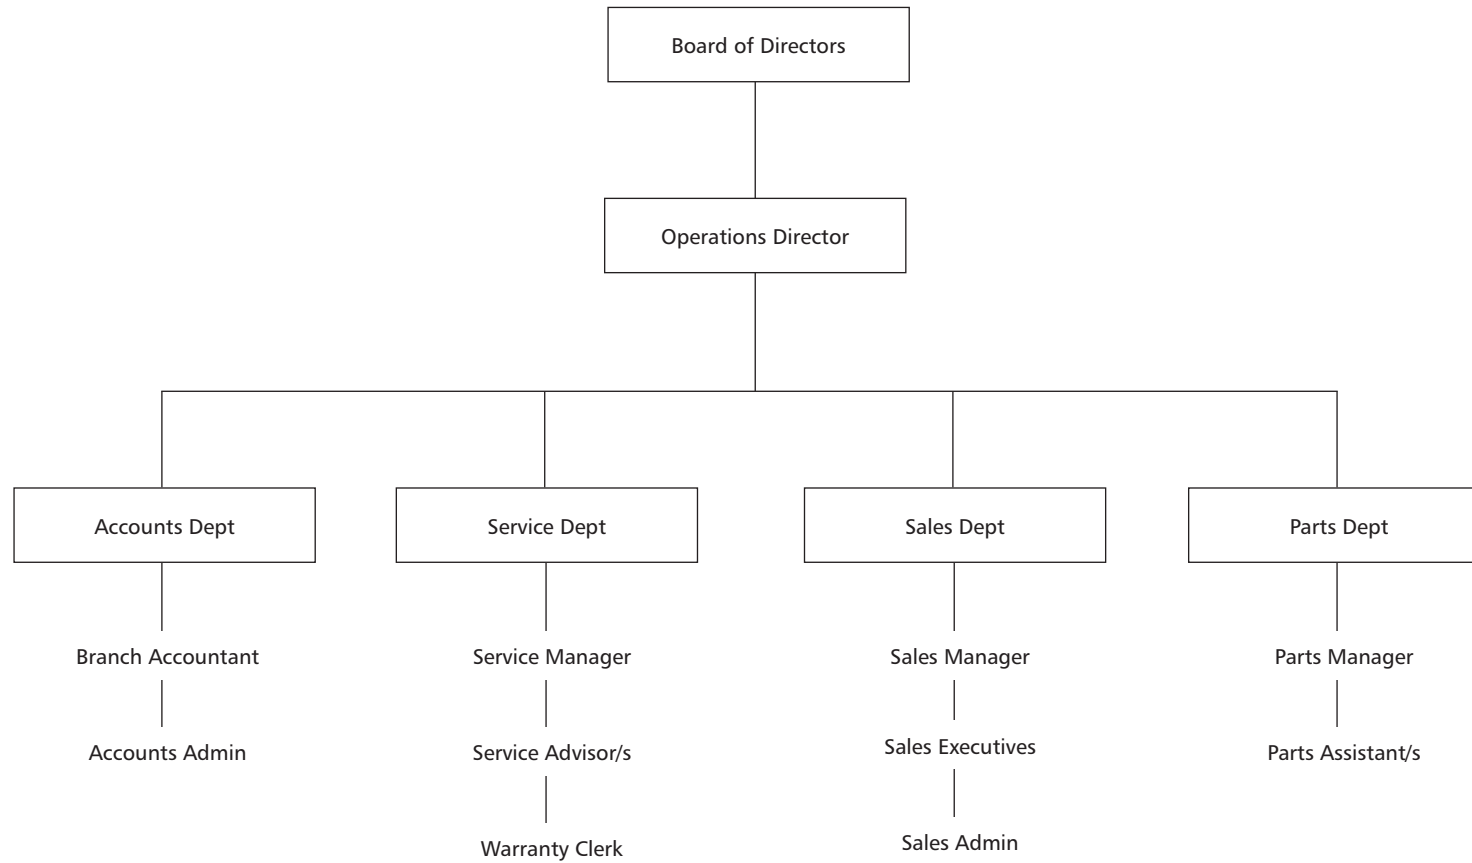 Board of Directors
Operations Director
Accounts Dept
Service Dept
Sales Dept
Parts Dept
Branch Accountant
Service Manager
Sales Manager
Parts Manager
Accounts Admin
Service Advisor/s
Sales Executives
Parts Assistant/s
Warranty Clerk
Sales Admin